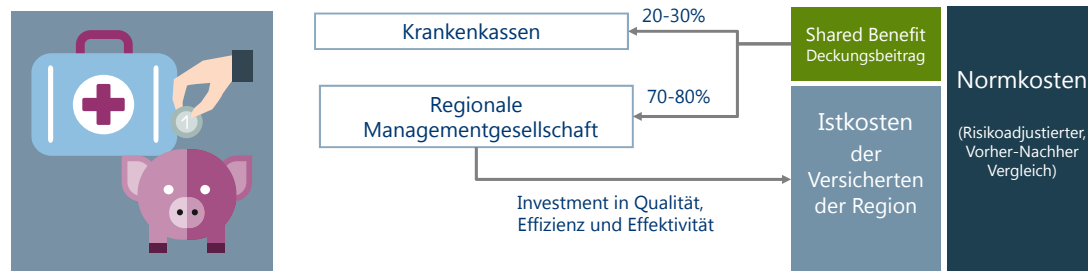 1
Krankenkassen
20-30%
Regionale
Managementgesellschaft
70-80%
Investment in Qualität,
Effizienz und Effektivität
Shared Benefit
Deckungsbeitrag
Istkosten
der
Versicherten
der Region
Normkosten
(Risikoadjustierter,
Vorher-Nachher
Vergleich)